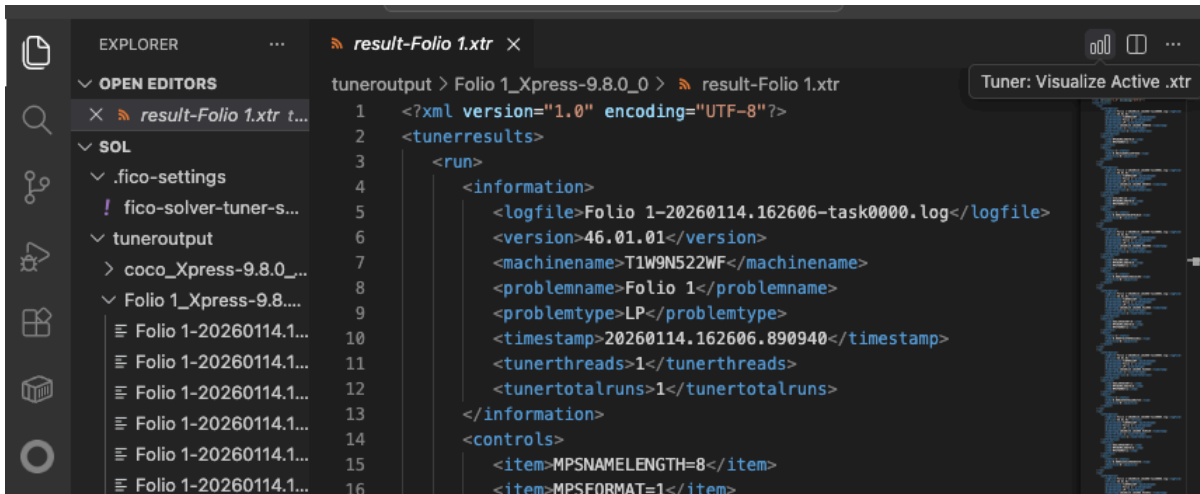 EXPLORER ...
OPEN EDITORS
result-Folio 1.xtr t...
SOL
.fico-settings
! fico-solver-tuner-s...
tuneroutput
coco_Xpress-9.8.0_...
Folio 1_Xpress-9.8....
Folio 1-20260114.1...
Folio 1-20260114.1...
Folio 1-20260114.1...
Folio 1-20260114.1...
Folio 1-20260114.1...
Folio 1-20260114.1...
result-Folio 1.xtr
Tuner: Visualize Active .xtr
tuneroutput > Folio 1_Xpress-9.8.0_0 > result-Folio 1.xtr
1 <?xml version="1.0" encoding="UTF-8"?>
2 <tunerresults>
3 <run>
4 <information>
5 <logfile>Folio 1-20260114.162606-task0000.log</logfile>
6 <version>46.01.01</version>
7 <machinename>T1W9N522WF</machinename>
8 <problemname>Folio 1</problemname>
9 <problemtype>LP</problemtype>
10 <timestamp>20260114.162606.890940</timestamp>
11 <tunerthreads>1</tunerthreads>
12 <tunertotalruns>1</tunertotalruns>
13 </information>
14 <controls>
15 <item>MPSNAMELENGTH=8</item>
16 <item>MPSFORMAT=1</item>